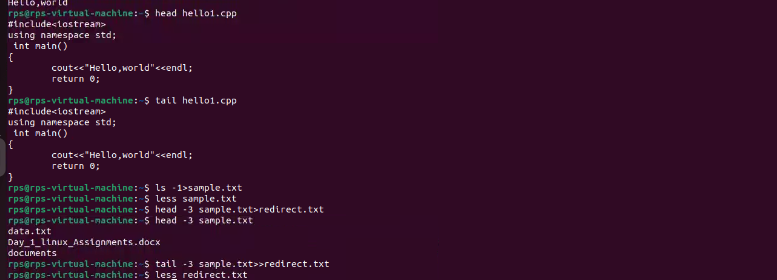 Hello,world
rps@rps-virtual-machine:~$ head hello1.cpp
#include<iostream>
using namespace std;
 int main()
{
        cout<<"Hello,world"<<endl;
        return 0;
}
rps@rps-virtual-machine:~$ tail hello1.cpp
#include<iostream>
using namespace std;
 int main()
{
        cout<<"Hello,world"<<endl;
        return 0;
}
rps@rps-virtual-machine:~$ ls -1>sample.txt
rps@rps-virtual-machine:~$ less sample.txt
rps@rps-virtual-machine:~$ head -3 sample.txt>redirect.txt
rps@rps-virtual-machine:~$ head -3 sample.txt
data.txt
Day_1_linux_Assignments.docx
documents
rps@rps-virtual-machine:~$ tail -3 sample.txt>>redirect.txt
rps@rps-virtual-machine:~$ less redirect.txt